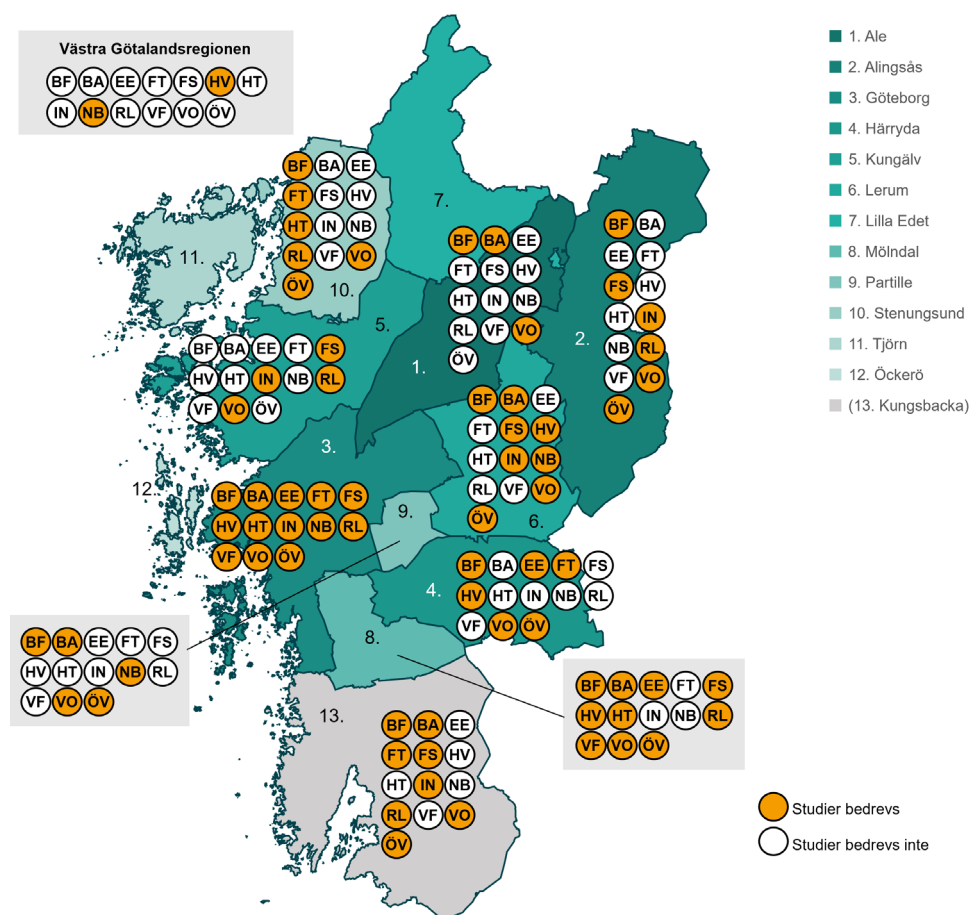 Västra Götalandsregionen
BF BA EE FT FS HV HT
IN NB RL VF VO ÖV
1. Ale
2. Alingsås
3. Göteborg
4. Härryda
5. Kungälv
6. Lerum
7. Lilla Edet
8. Mölndal
9. Partille
10. Stenungsund
11. Tjörn
12. Öckerö
(13. Kungsbacka)
BF BA EE
FT FS HV
HT IN NB
RL VF VO
ÖV
10.
11.
7.
BF BA EE
FT FS HV
HT IN NB
RL VF VO
ÖV
1.
BF BA
EE FT
FS HV
HT IN
NB RL
VF VO
ÖV
2.
5.
BF BA EE FT FS
HV HT IN NB RL
VF VO ÖV
BF BA EE
FT FS HV
HT IN NB
RL VF VO
ÖV
6.
3.
12.
BF BA EE FT FS
HV HT IN NB RL
VF VO ÖV
9.
4.
BF BA EE FT FS
HV HT IN NB RL
VF VO ÖV
8.
BF BA EE FT FS
HV HT IN NB RL
VF VO ÖV
BF BA EE FT FS
HV HT IN NB RL
VF VO ÖV
13.
BF BA EE
FT FS HV
HT IN NB
RL VF VO
ÖV
Studier bedrevs
Studier bedrevs inte